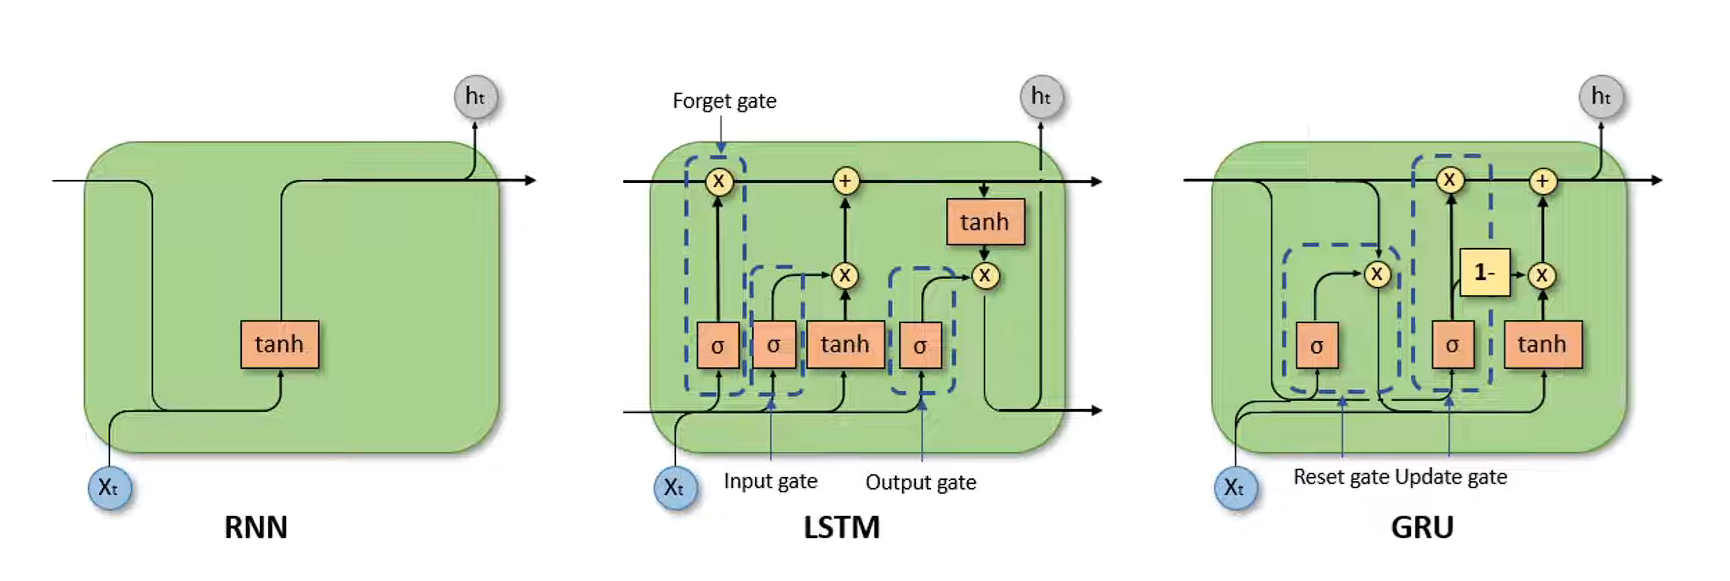 hₜ
tanh
Xₜ
RNN
Forget gate
hₜ
x
+
tanh
x
x
σ
σ
tanh
σ
Input gate
Output gate
Xₜ
LSTM
hₜ
x
+
x
1-
x
σ
σ
tanh
Reset gate
Update gate
Xₜ
GRU